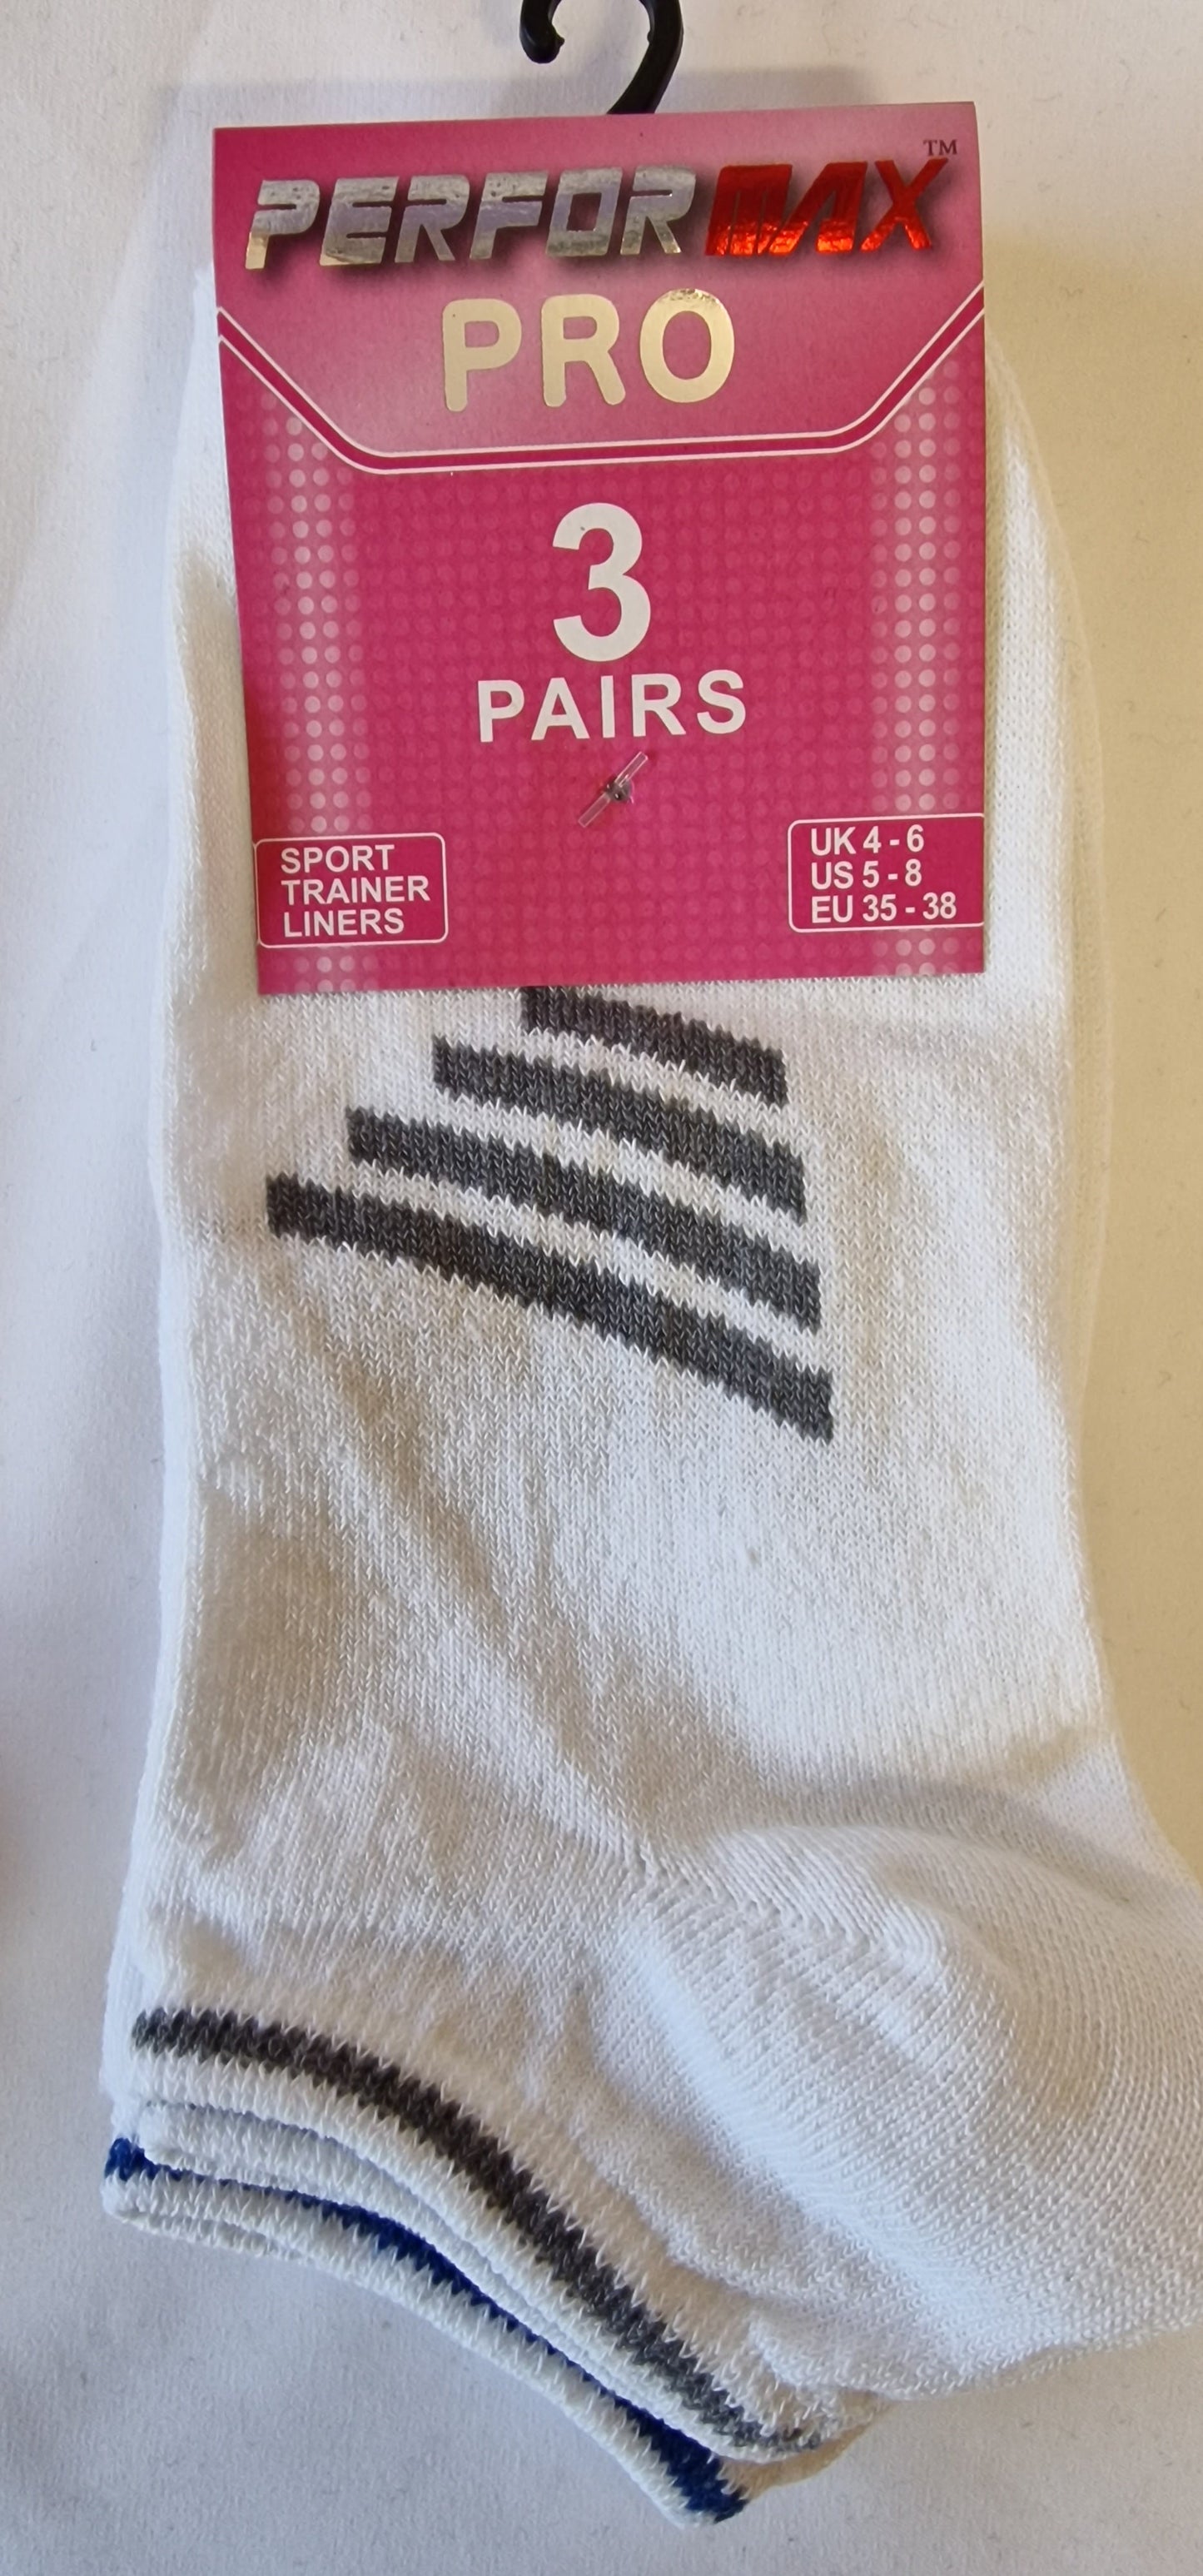 PERFORMAX™
PRO
3
PAIRS
SPORT
TRAINER
LINERS
UK 4 - 6
US 5 - 8
EU 35 - 38